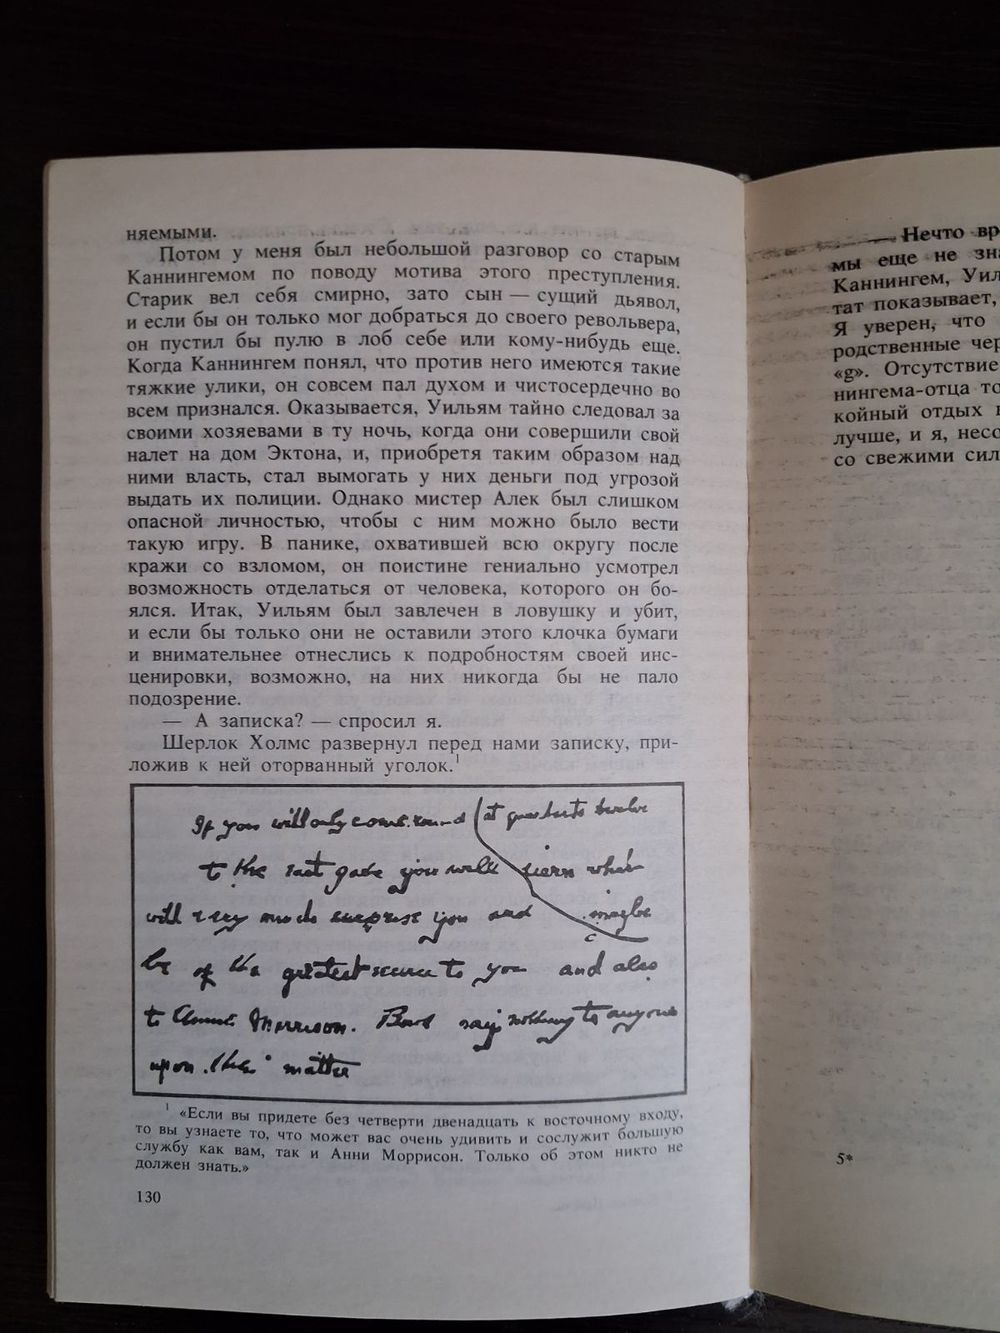 няемыми.
Потом у меня был небольшой разговор со старым
Каннингемом по поводу мотива этого преступления.
Старик вел себя смирно, зато сын — сущий дьявол,
и если бы он только мог добраться до своего револьвера,
он пустил бы пулю в лоб себе или кому-нибудь еще.
Когда Каннингем понял, что против него имеются такие
тяжкие улики, он совсем пал духом и чистосердечно во
всем признался. Оказывается, Уильям тайно следовал за
своими хозяевами в ту ночь, когда они совершили свой
налет на дом Эктона, и, приобретя таким образом над
ними власть, стал вымогать у них деньги под угрозой
выдать их полиции. Однако мистер Алек был слишком
опасной личностью, чтобы с ним можно было вести
такую игру. В панике, охватившей всю округу после
кражи со взломом, он поистине гениально усмотрел
возможность отделаться от человека, которого он бо-
ялся. Итак, Уильям был завлечен в ловушку и убит,
и если бы только они не оставили этого клочка бумаги
и внимательнее отнеслись к подробностям своей инс-
ценировки, возможно, на них никогда бы не пало
подозрение.
— А записка? — спросил я.
Шерлок Холмс развернул перед нами записку, при-
ложив к ней оторванный уголок.¹
If you will only come round at quarter to twelve
to the east gate you will learn what
will very much surprise you and maybe
be of the greatest service to you and also
to Annie Morrison. But say nothing to anyone
upon the matter
¹ «Если вы придете без четверти двенадцать к восточному входу,
то вы узнаете то, что может вас очень удивить и сослужит большую
службу как вам, так и Анни Моррисон. Только об этом никто не
должен знать.»
130
— Нечто вр
мы еще не зна
Каннингем, Уил
тат показывает,
Я уверен, что
родственные чер
«g». Отсутствие
нингема-отца то
койный отдых в
лучше, и я, несо
со свежими сил
5*